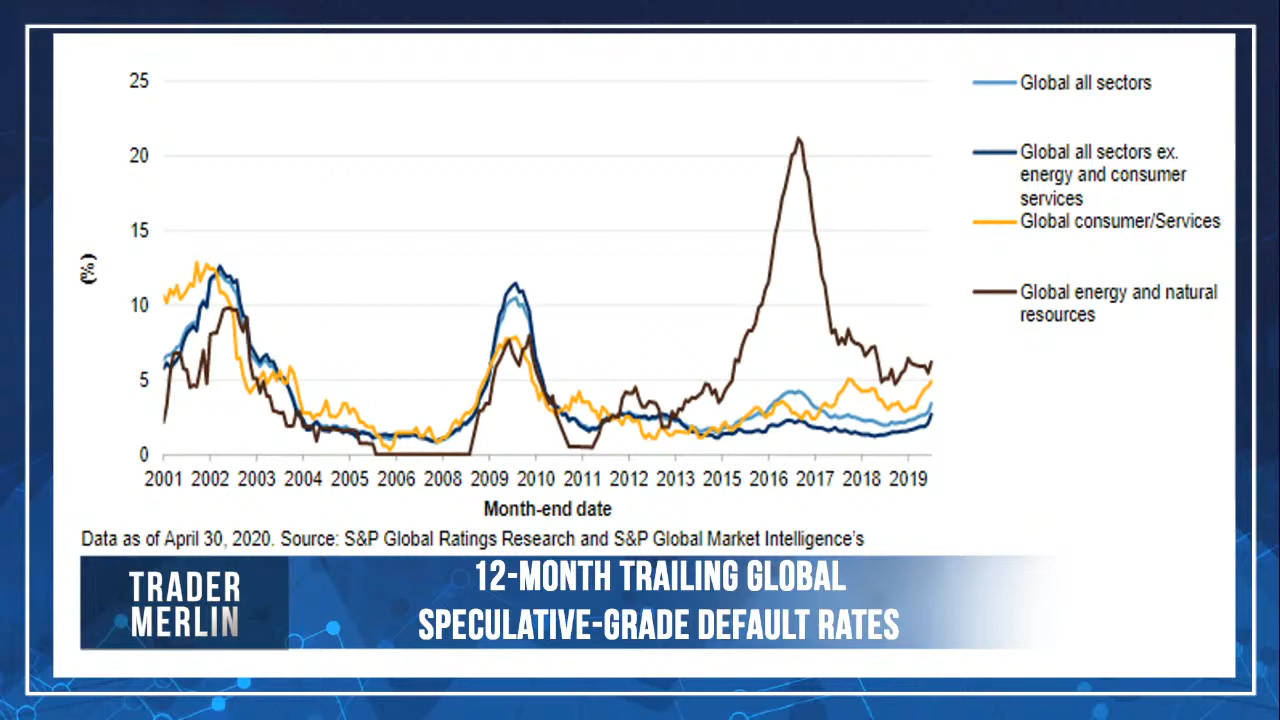 25
20
15
10
5
0
(%)
2001 2002 2003 2004 2005 2006 2008 2009 2010 2011 2012 2013 2015 2016 2017 2018 2019
Month-end date
Global all sectors
Global all sectors ex.
energy and consumer
services
Global consumer/Services
Global energy and natural
resources
Data as of April 30, 2020. Source: S&P Global Ratings Research and S&P Global Market Intelligence's
TRADER
MERLIN
12-MONTH TRAILING GLOBAL
SPECULATIVE-GRADE DEFAULT RATES